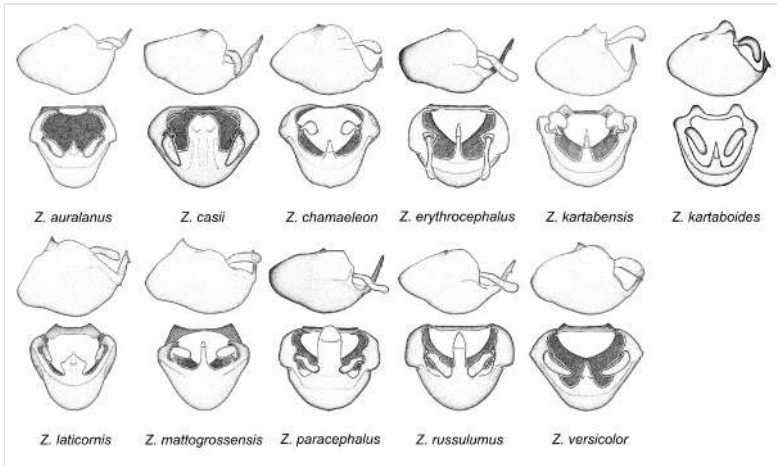 Z. auralanus Z. casii Z. chamaeleon Z. erythrocephalus Z. kartabensis Z. kartaboides
Z. laticornis Z. mattogrossensis Z. paracephalus Z. russulumus Z. versicolor